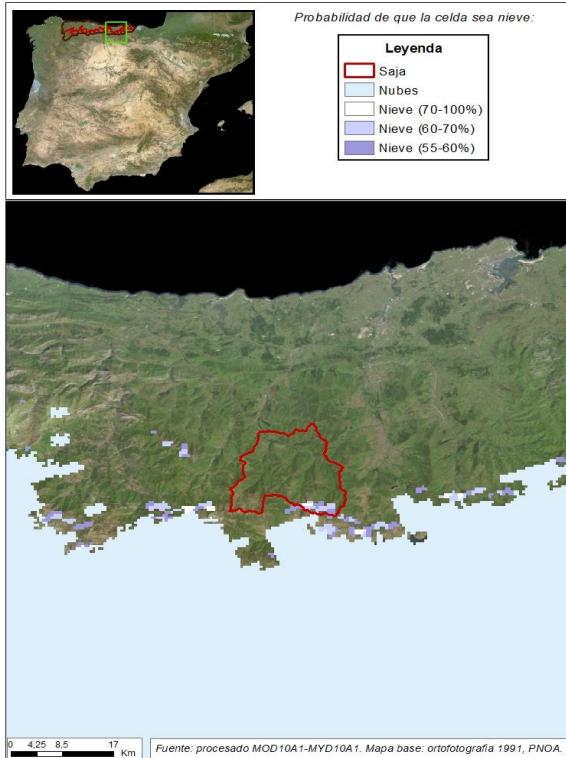 Probabilidad de que la celda sea nieve:
Leyenda
Saja
Nubes
Nieve (70-100%)
Nieve (60-70%)
Nieve (55-60%)
0 4,25 8,5 17
Km
Fuente: procesado MOD10A1-MYD10A1. Mapa base: ortofotografia 1991, PNOA.